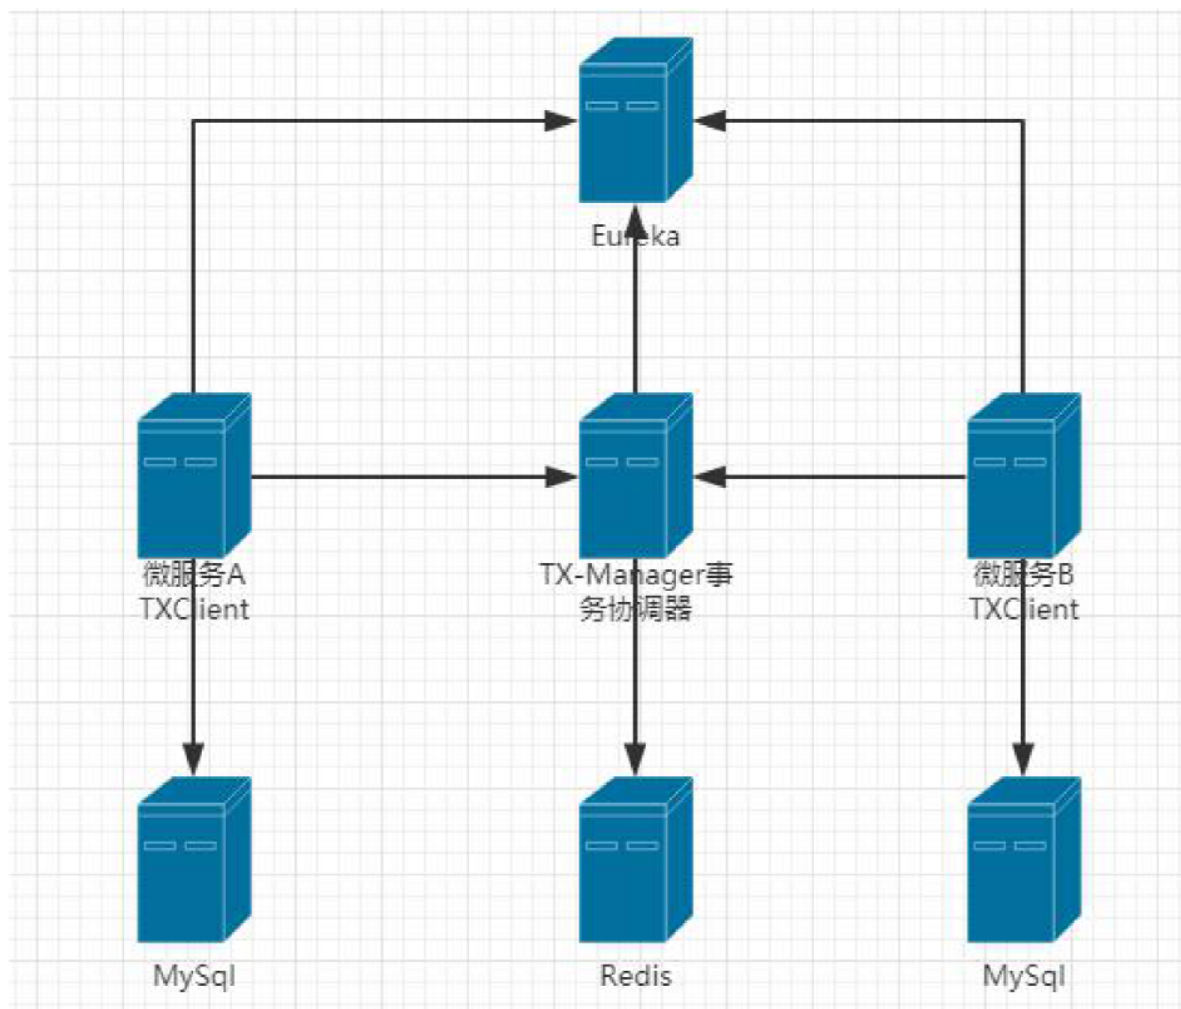 Eureka
微服务A
TXClient
TX-Manager事
务协调器
微服务B
TXClient
MySql
Redis
MySql